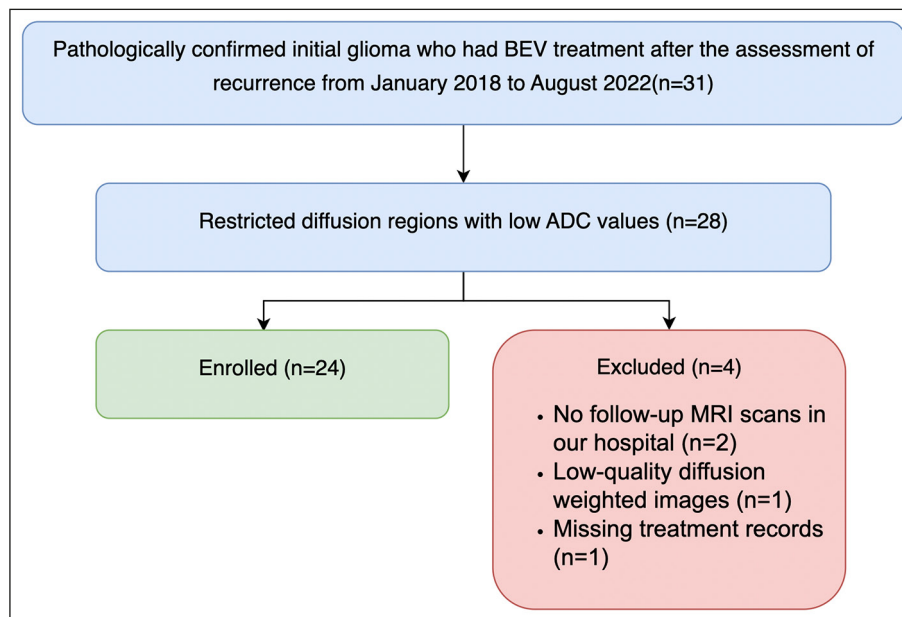 Pathologically confirmed initial glioma who had BEV treatment after the assessment of
recurrence from January 2018 to August 2022(n=31)
Restricted diffusion regions with low ADC values (n=28)
Enrolled (n=24)
Excluded (n=4)
• No follow-up MRI scans in
our hospital (n=2)
• Low-quality diffusion
weighted images (n=1)
• Missing treatment records
(n=1)